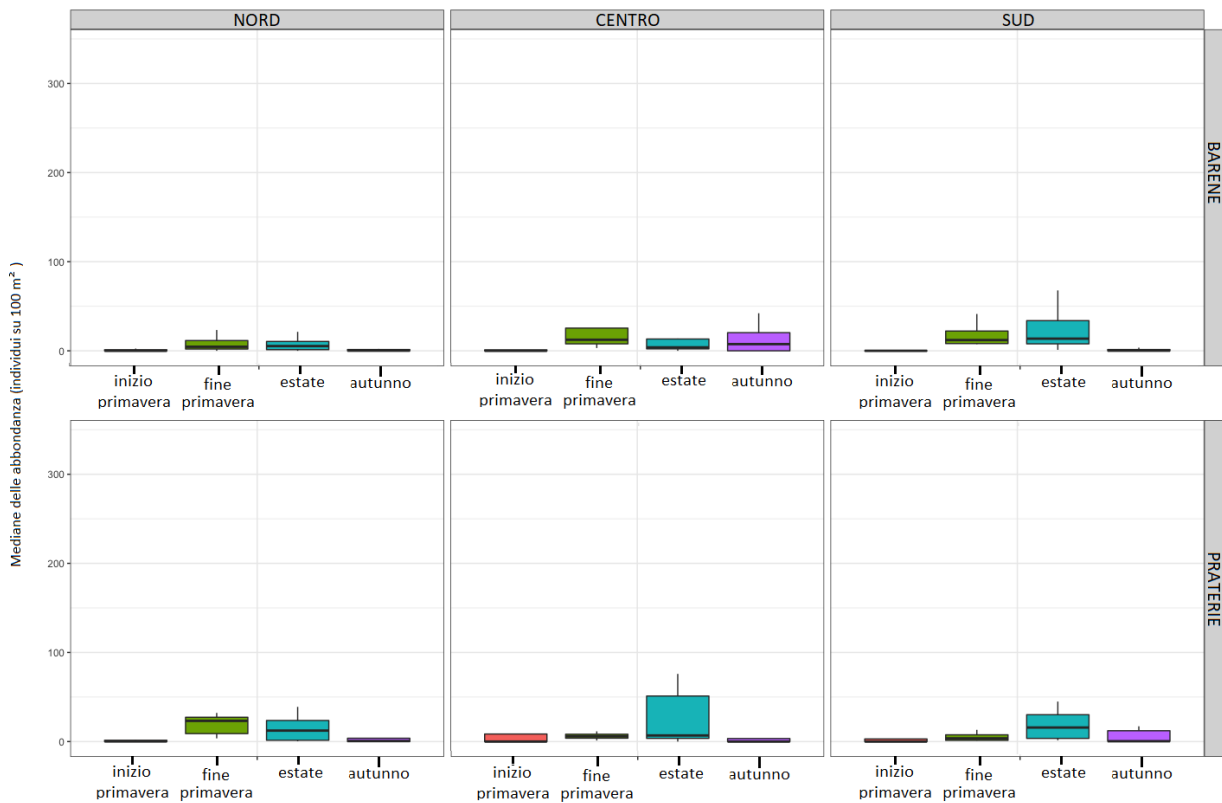 NORD CENTRO SUD
300
200
100
0
BARENE
inizio primavera fine primavera estate autunno inizio primavera fine primavera estate autunno inizio primavera fine primavera estate autunno
Mediane delle abbondanza (individui su 100 m² )
300
200
100
0
PRATERIE
inizio primavera fine primavera estate autunno inizio primavera fine primavera estate autunno inizio primavera fine primavera estate autunno